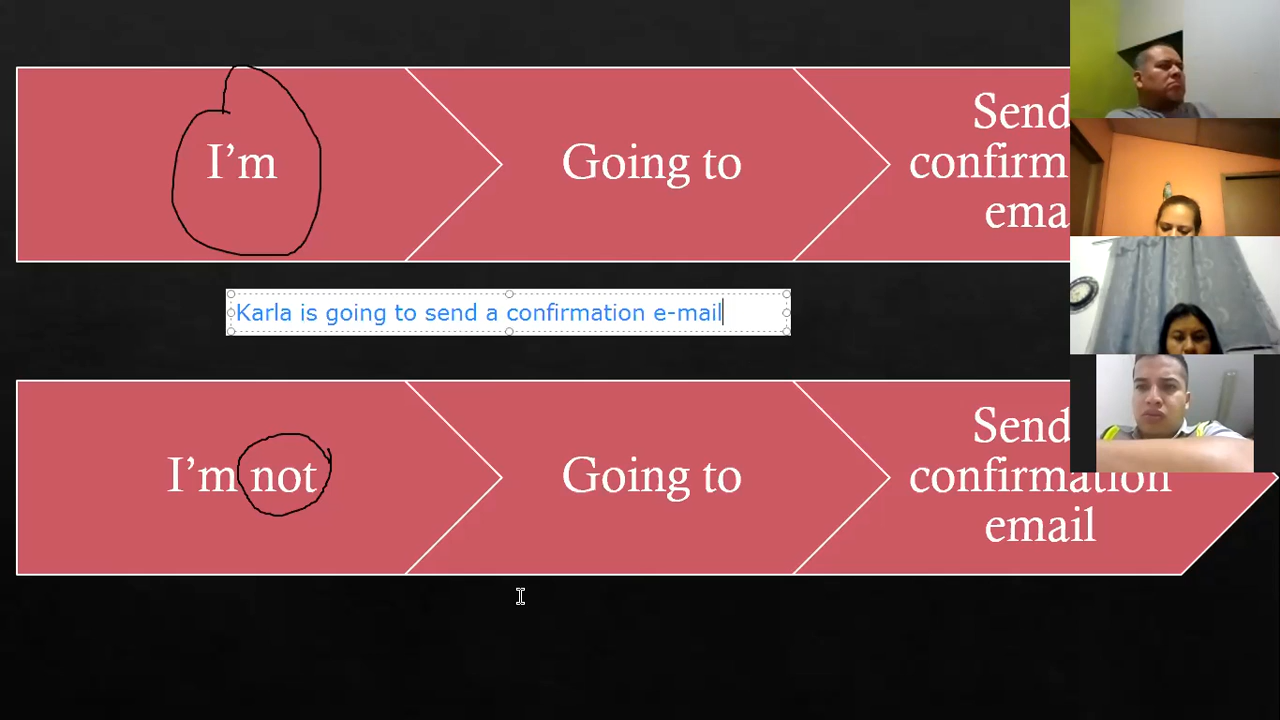 I'm
Going to
Send
confirm
ema
Karla is going to send a confirmation e-mail
I'm not
Going to
Send
confirmation
email